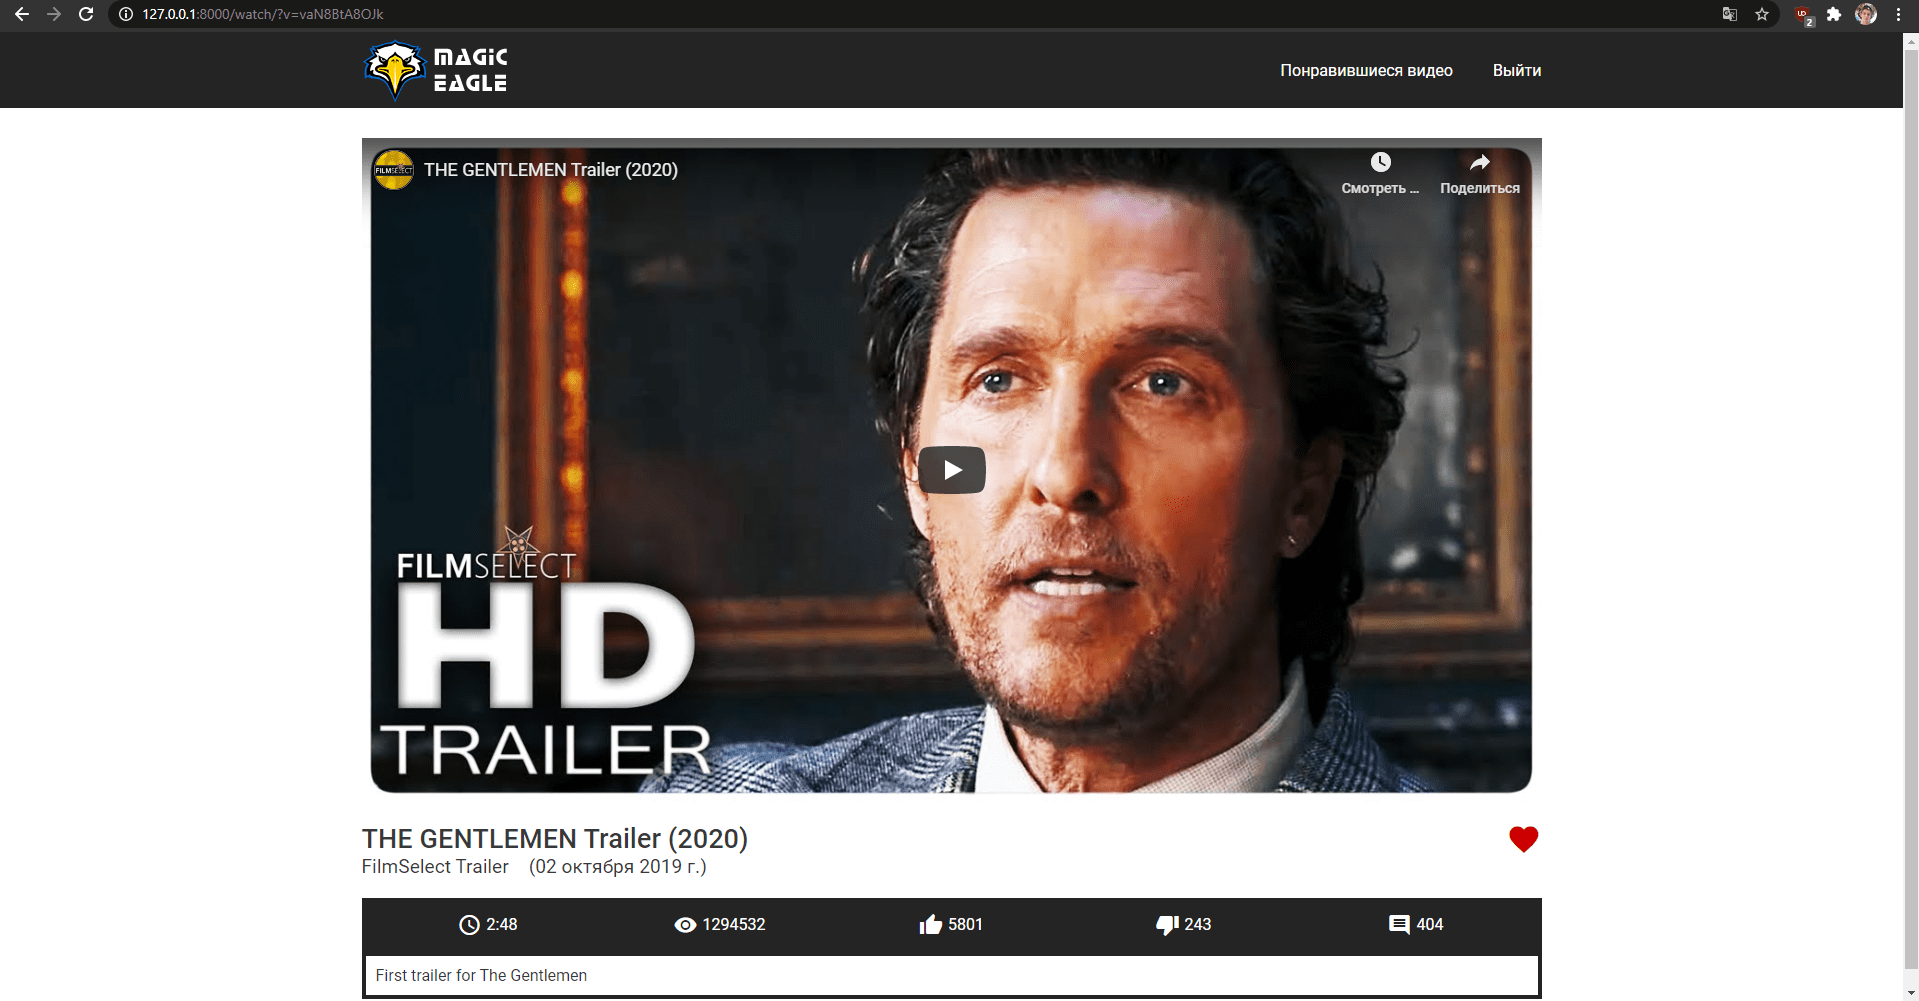 127.0.0.1:8000/watch/?v=vaN8BtA8OJk
2
MAGIC
EAGLE
Понравившиеся видео
Выйти
FILMSELECT
THE GENTLEMEN Trailer (2020)
Смотреть ...
Поделиться
FILMSELECT
HD
TRAILER
THE GENTLEMEN Trailer (2020)
FilmSelect Trailer (02 октября 2019 г.)
2:48
1294532
5801
243
404
First trailer for The Gentlemen